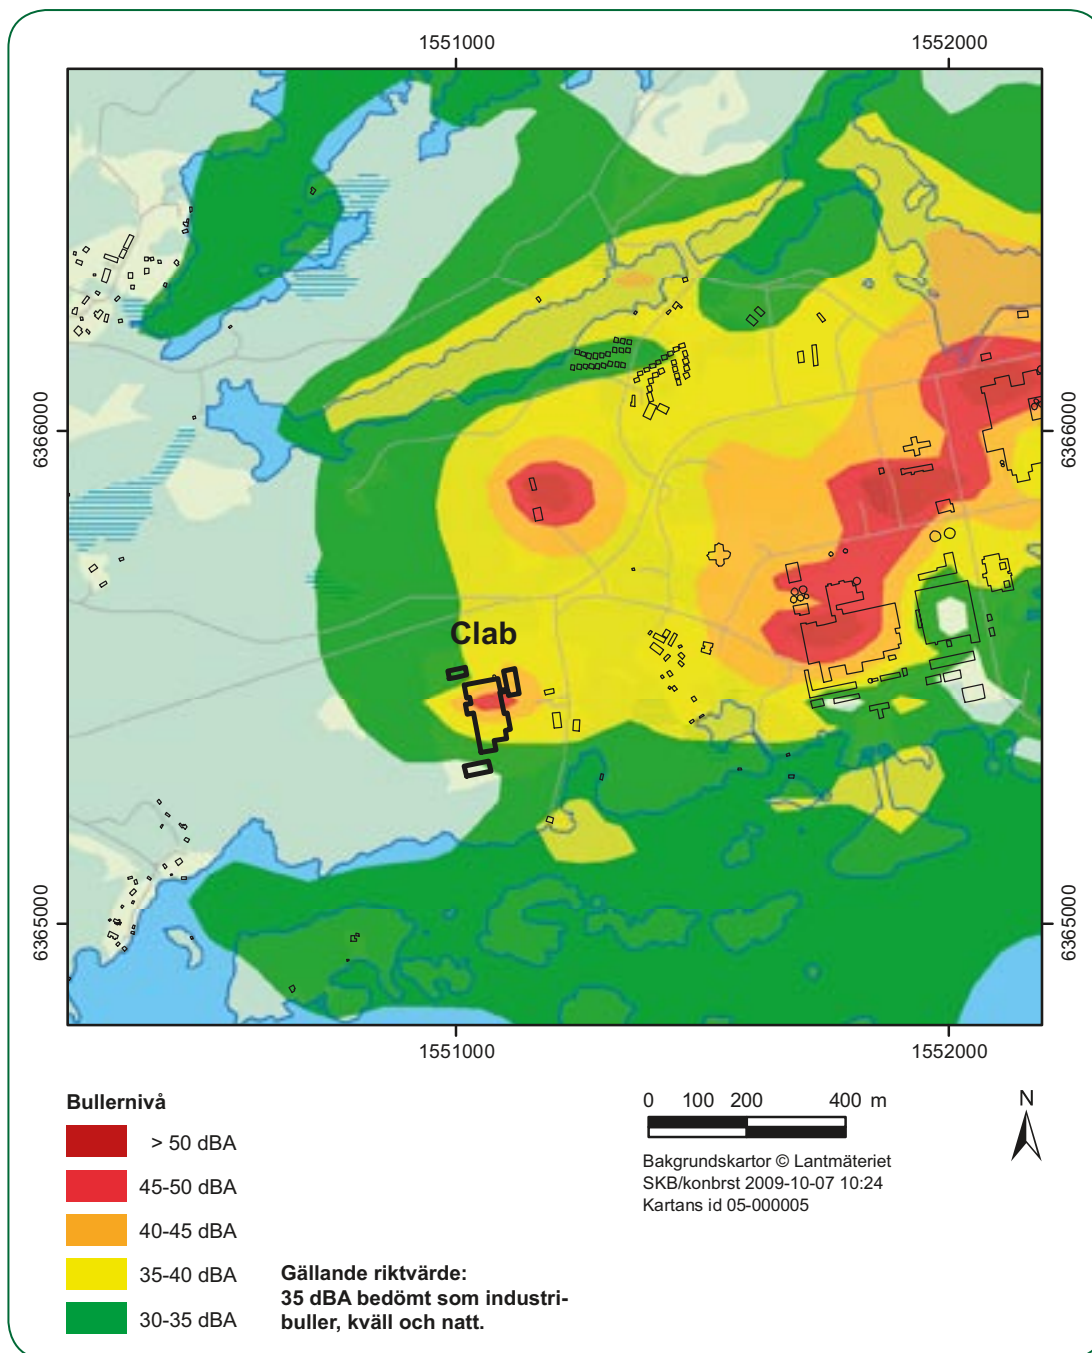 1551000 1552000
Clab
6366000 6366000
6365000 6365000
1551000 1552000
Bullernivå
> 50 dBA
45-50 dBA
40-45 dBA
35-40 dBA
30-35 dBA
Gällande riktvärde:
35 dBA bedömt som industri-
buller, kväll och natt.
0 100 200 400 m
Bakgrundskartor © Lantmäteriet
SKB/konbrst 2009-10-07 10:24
Kartans id 05-000005
N